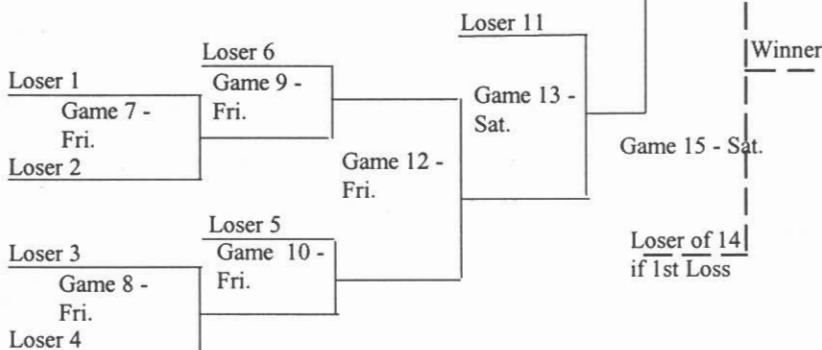 Loser 11
Winner
Loser 6
Loser 1
Game 9 -
Fri.
Game 7 -
Fri.
Game 13 -
Sat.
Game 15 - Sat.
Loser 2
Game 12 -
Fri.
Loser 5
Loser 3
Game 10 -
Fri.
Loser of 14
if 1st Loss
Game 8 -
Fri.
Loser 4